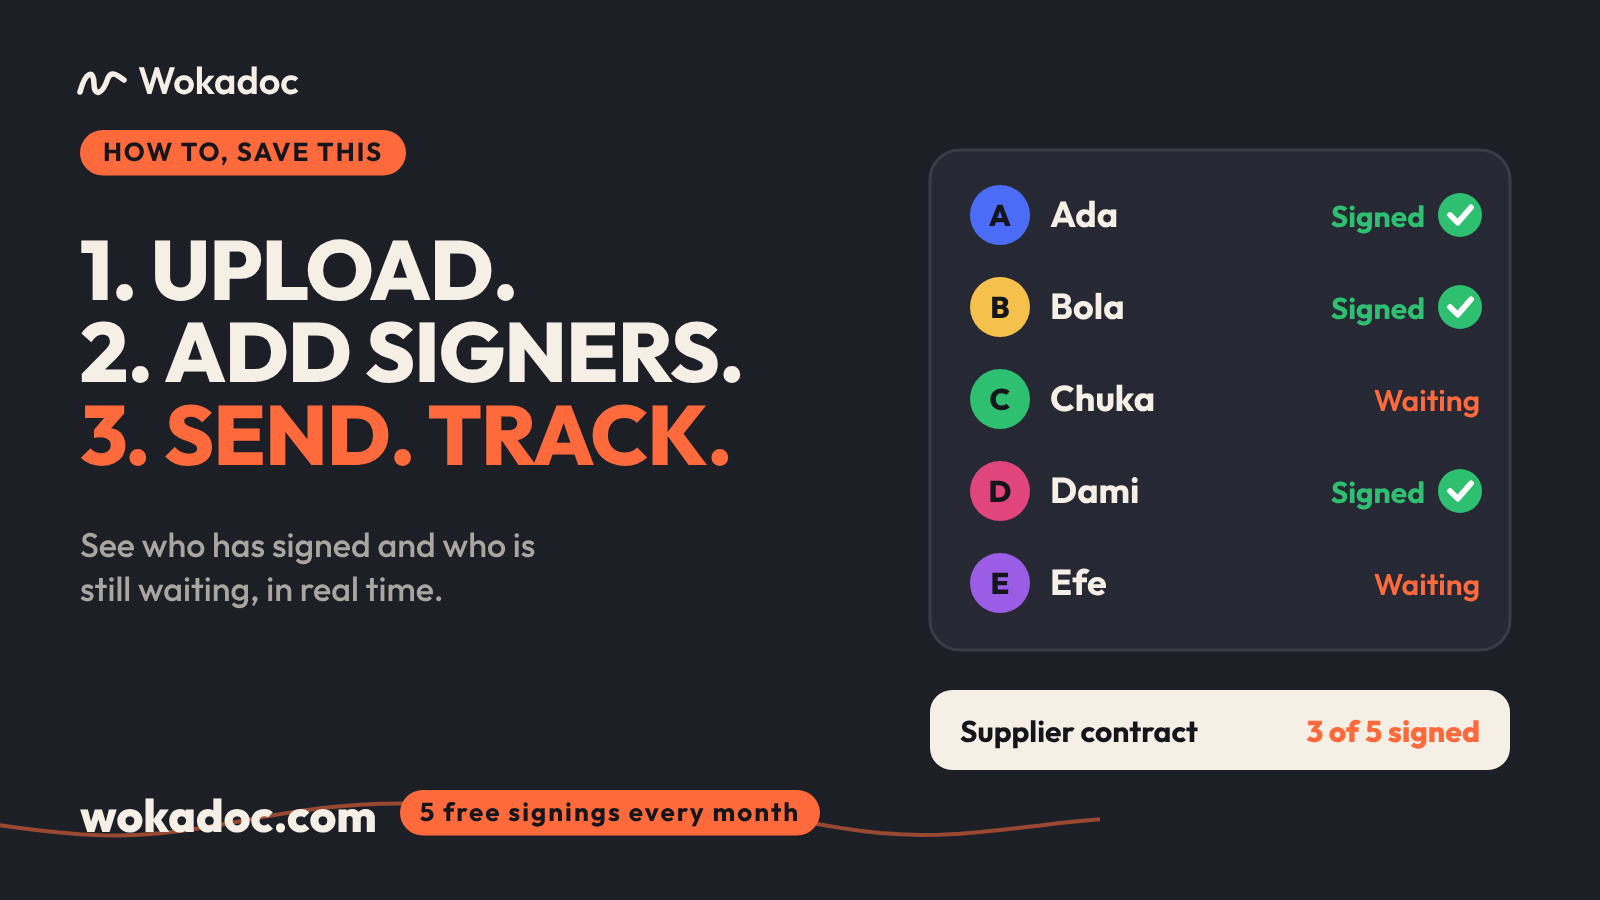 Wokadoc
HOW TO, SAVE THIS
1. UPLOAD.
2. ADD SIGNERS.
3. SEND. TRACK.
See who has signed and who is
still waiting, in real time.
A Ada Signed
B Bola Signed
C Chuka Waiting
D Dami Signed
E Efe Waiting
Supplier contract 3 of 5 signed
wokadoc.com 5 free signings every month